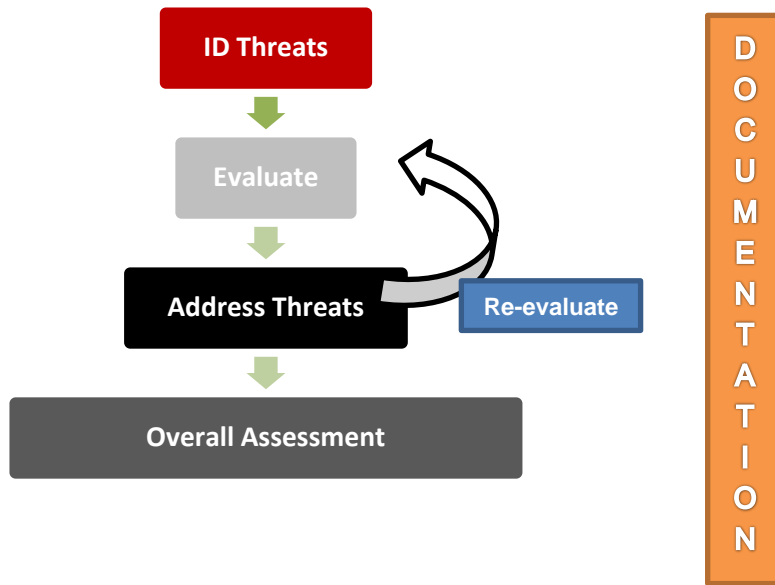 ID Threats
Evaluate
Address Threats
Re-evaluate
Overall Assessment
D
O
C
U
M
E
N
T
A
T
I
O
N